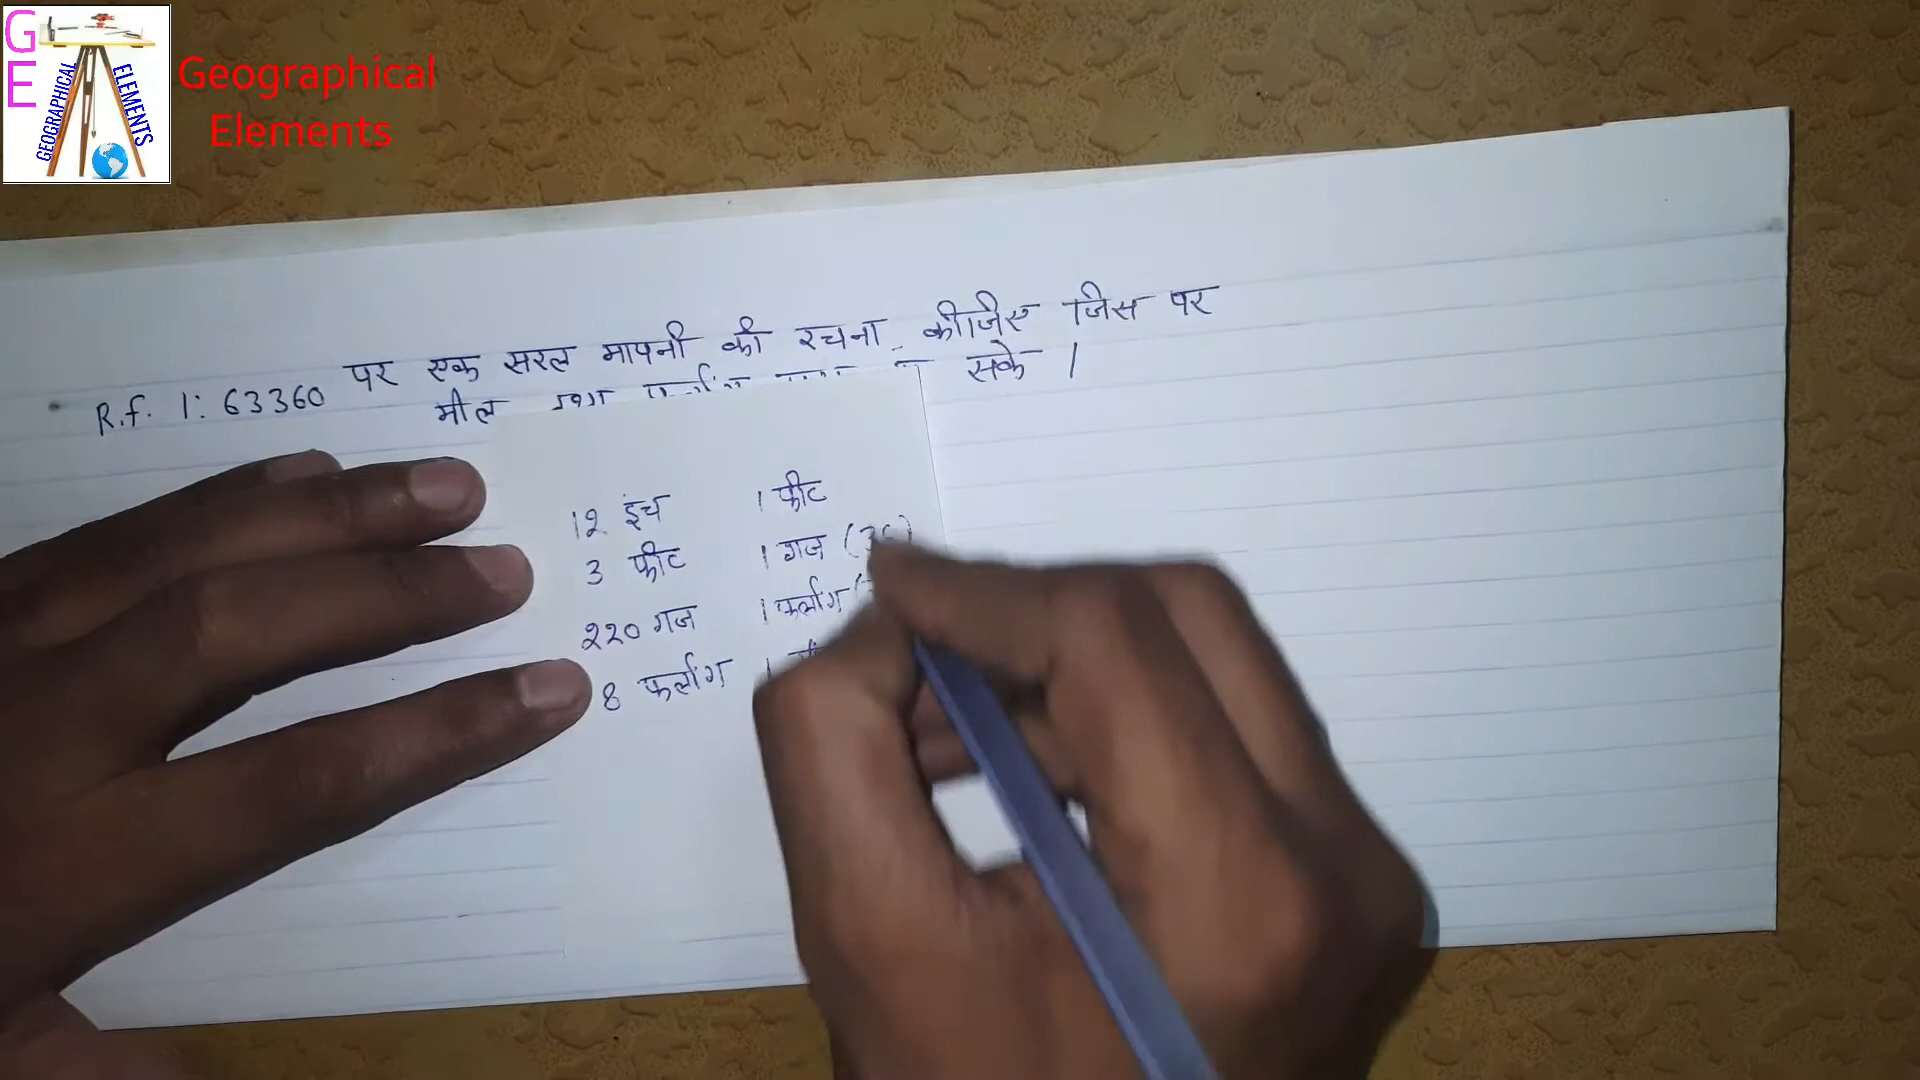 G
E
GEOGRAPHICAL
ELEMENTS
Geographical
Elements
R.f. 1: 63360 पर एक सरल मापनी की रचना कीजिए जिस पर
मील सके ।
12 इंच 1 फीट
3 फीट 1 गज
220 गज 1 फर्लांग
8 फर्लांग 1